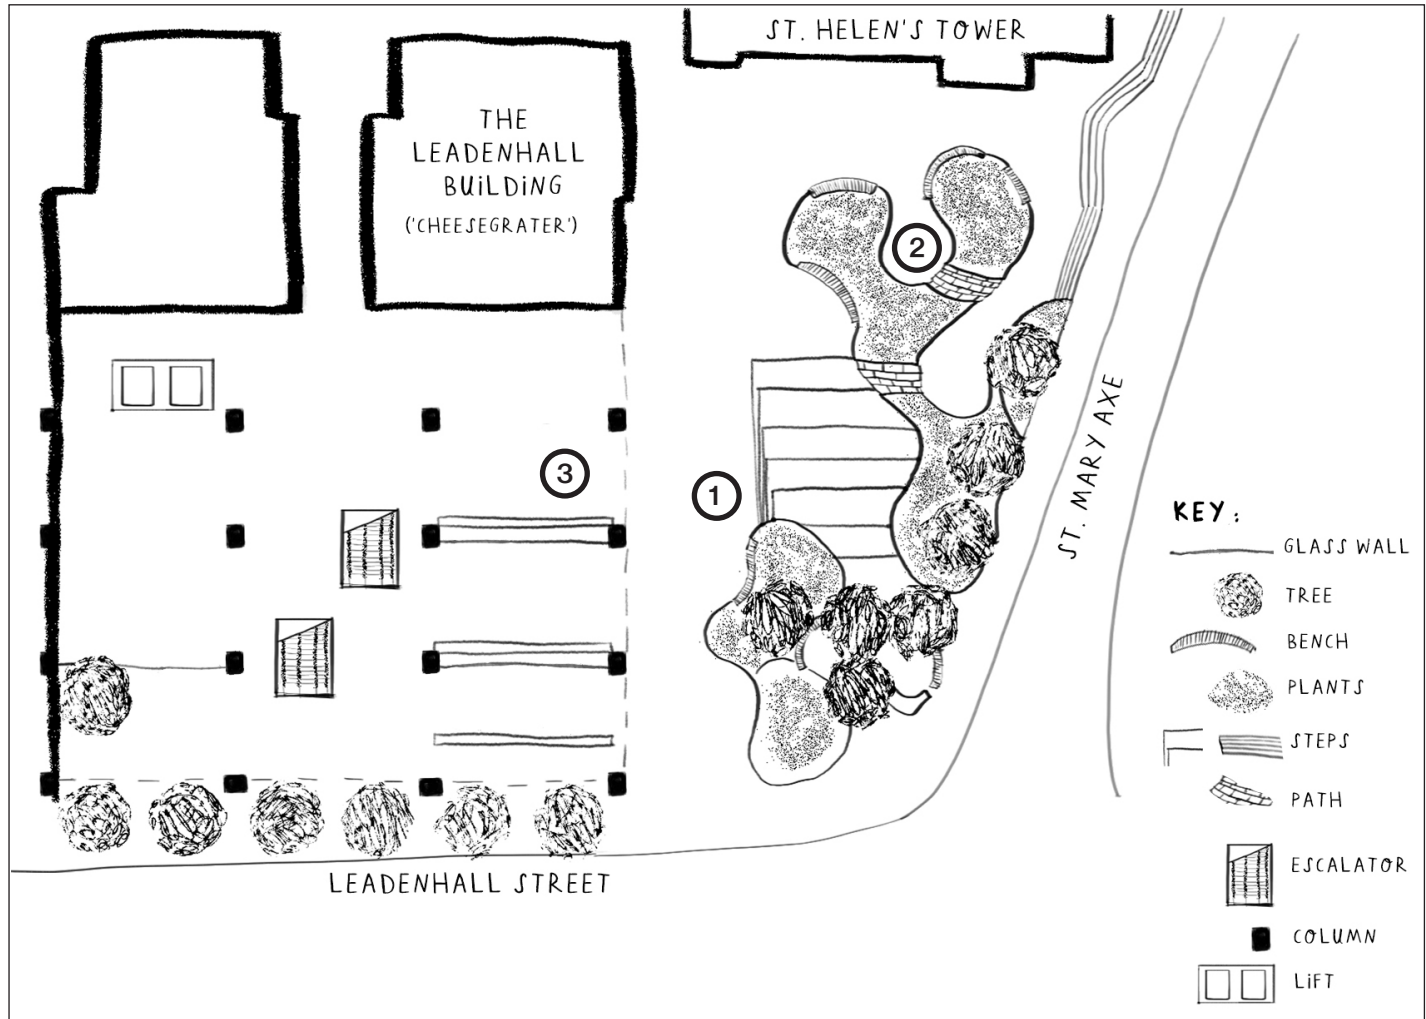 ST. HELEN'S TOWER
THE
LEADENHALL
BUILDING
('CHEESEGRATER')
2
3
1
ST. MARY AXE
LEADENHALL STREET
KEY:
GLASS WALL
TREE
BENCH
PLANTS
STEPS
PATH
ESCALATOR
COLUMN
LIFT